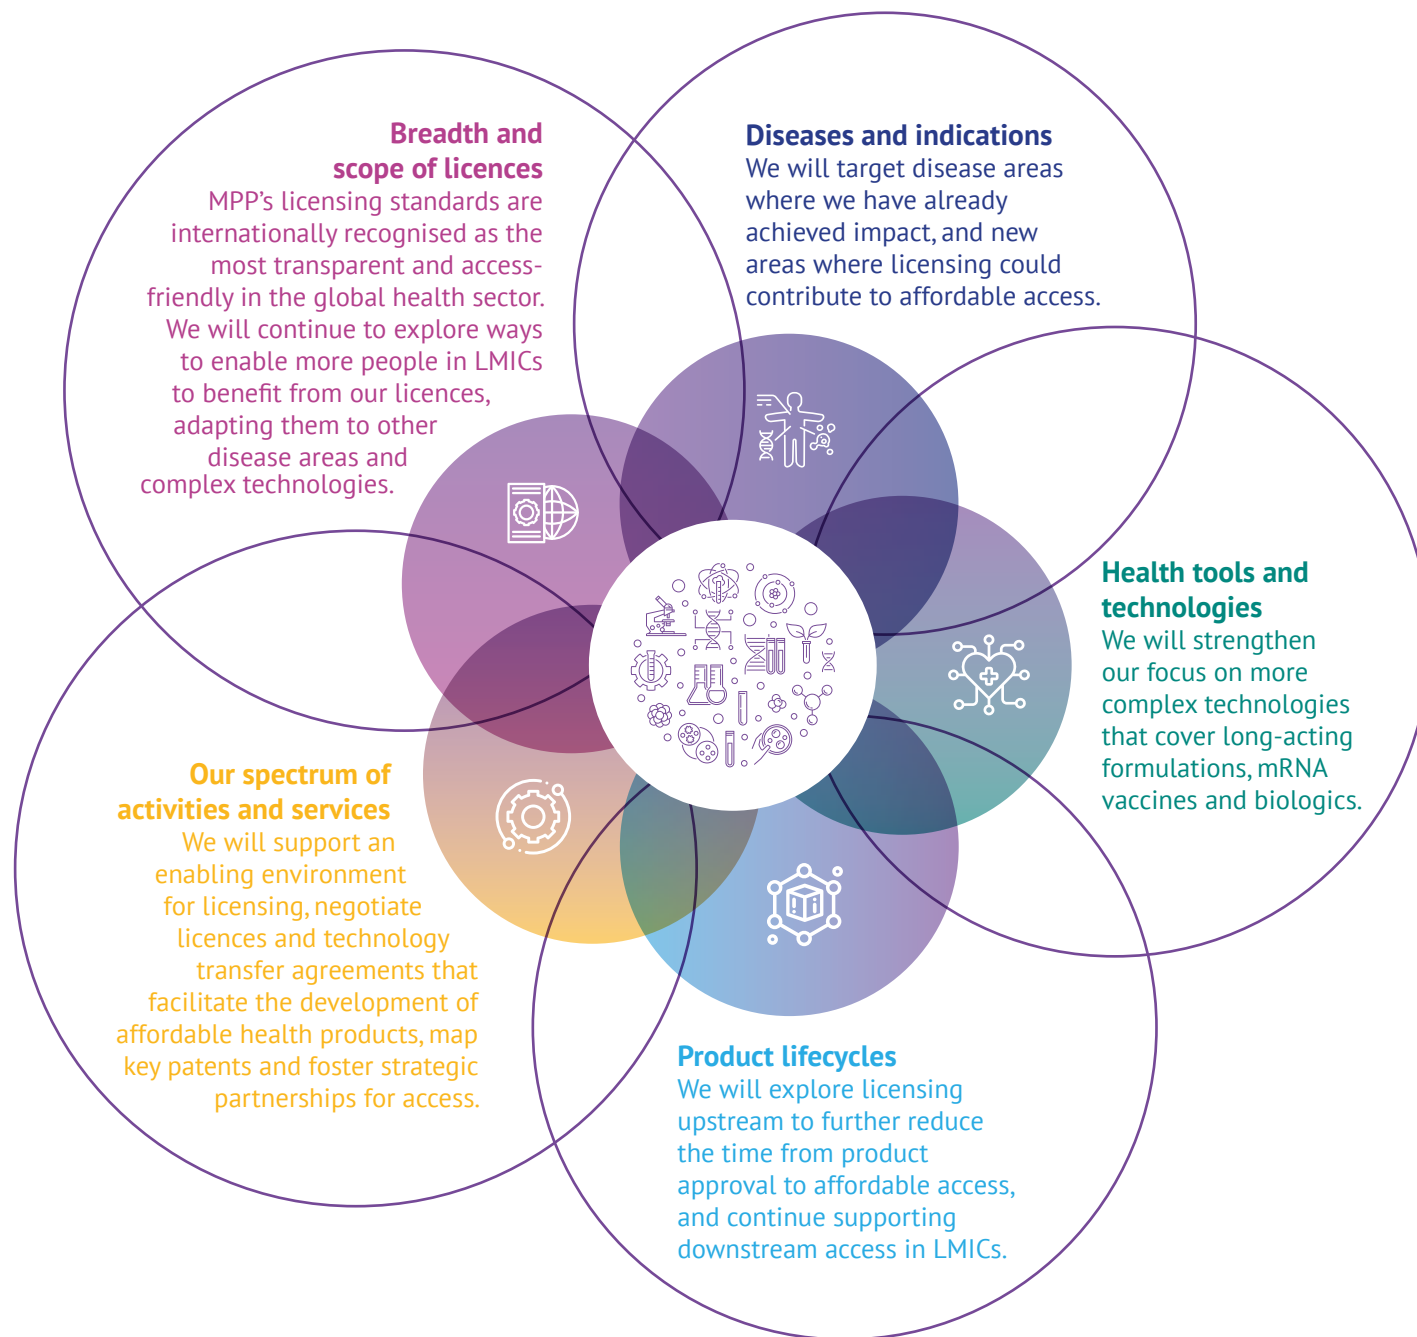 Breadth and
scope of licences
MPP's licensing standards are
internationally recognised as the
most transparent and access-
friendly in the global health sector.
We will continue to explore ways
to enable more people in LMICs
to benefit from our licences,
adapting them to other
disease areas and
complex technologies.
Diseases and indications
We will target disease areas
where we have already
achieved impact, and new
areas where licensing could
contribute to affordable access.
Health tools and
technologies
We will strengthen
our focus on more
complex technologies
that cover long-acting
formulations, mRNA
vaccines and biologics.
Our spectrum of
activities and services
We will support an
enabling environment
for licensing, negotiate
licences and technology
transfer agreements that
facilitate the development of
affordable health products, map
key patents and foster strategic
partnerships for access.
Product lifecycles
We will explore licensing
upstream to further reduce
the time from product
approval to affordable access,
and continue supporting
downstream access in LMICs.